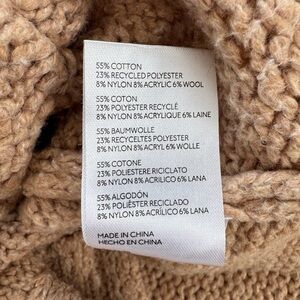 55% COTTON
23% RECYCLED POLYESTER
8% NYLON 8% ACRYLIC 6% WOOL
55% COTON
23% POLYESTER RECYCLÉ
8% NYLON 8% ACRYLIQUE 6% LAINE
55% BAUMWOLLE
23% RECYCELTES POLYESTER
8% NYLON 8% ACRYL 6% WOLLE
55% COTONE
23% POLIESTERE RICICLATO
8% NYLON 8% ACRILICO 6% LANA
55% ALGODÓN
23% POLIÉSTER RECICLADO
8% NYLON 8% ACRÍLICO 6% LANA
MADE IN CHINA
HECHO EN CHINA